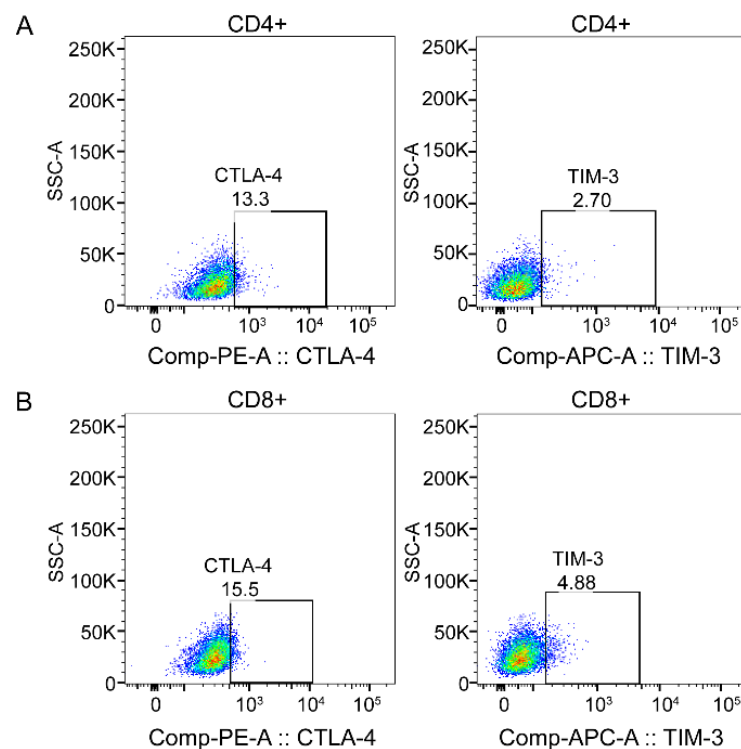 A
CD4+
250K
200K
150K
100K
50K
0
SSC-A
CTLA-4
13.3
0 10³ 10⁴ 10⁵
Comp-PE-A :: CTLA-4
CD4+
250K
200K
150K
100K
50K
0
SSC-A
TIM-3
2.70
0 10³ 10⁴ 10⁵
Comp-APC-A :: TIM-3
B
CD8+
250K
200K
150K
100K
50K
0
SSC-A
CTLA-4
15.5
0 10³ 10⁴ 10⁵
Comp-PE-A :: CTLA-4
CD8+
250K
200K
150K
100K
50K
0
SSC-A
TIM-3
4.88
0 10³ 10⁴ 10⁵
Comp-APC-A :: TIM-3